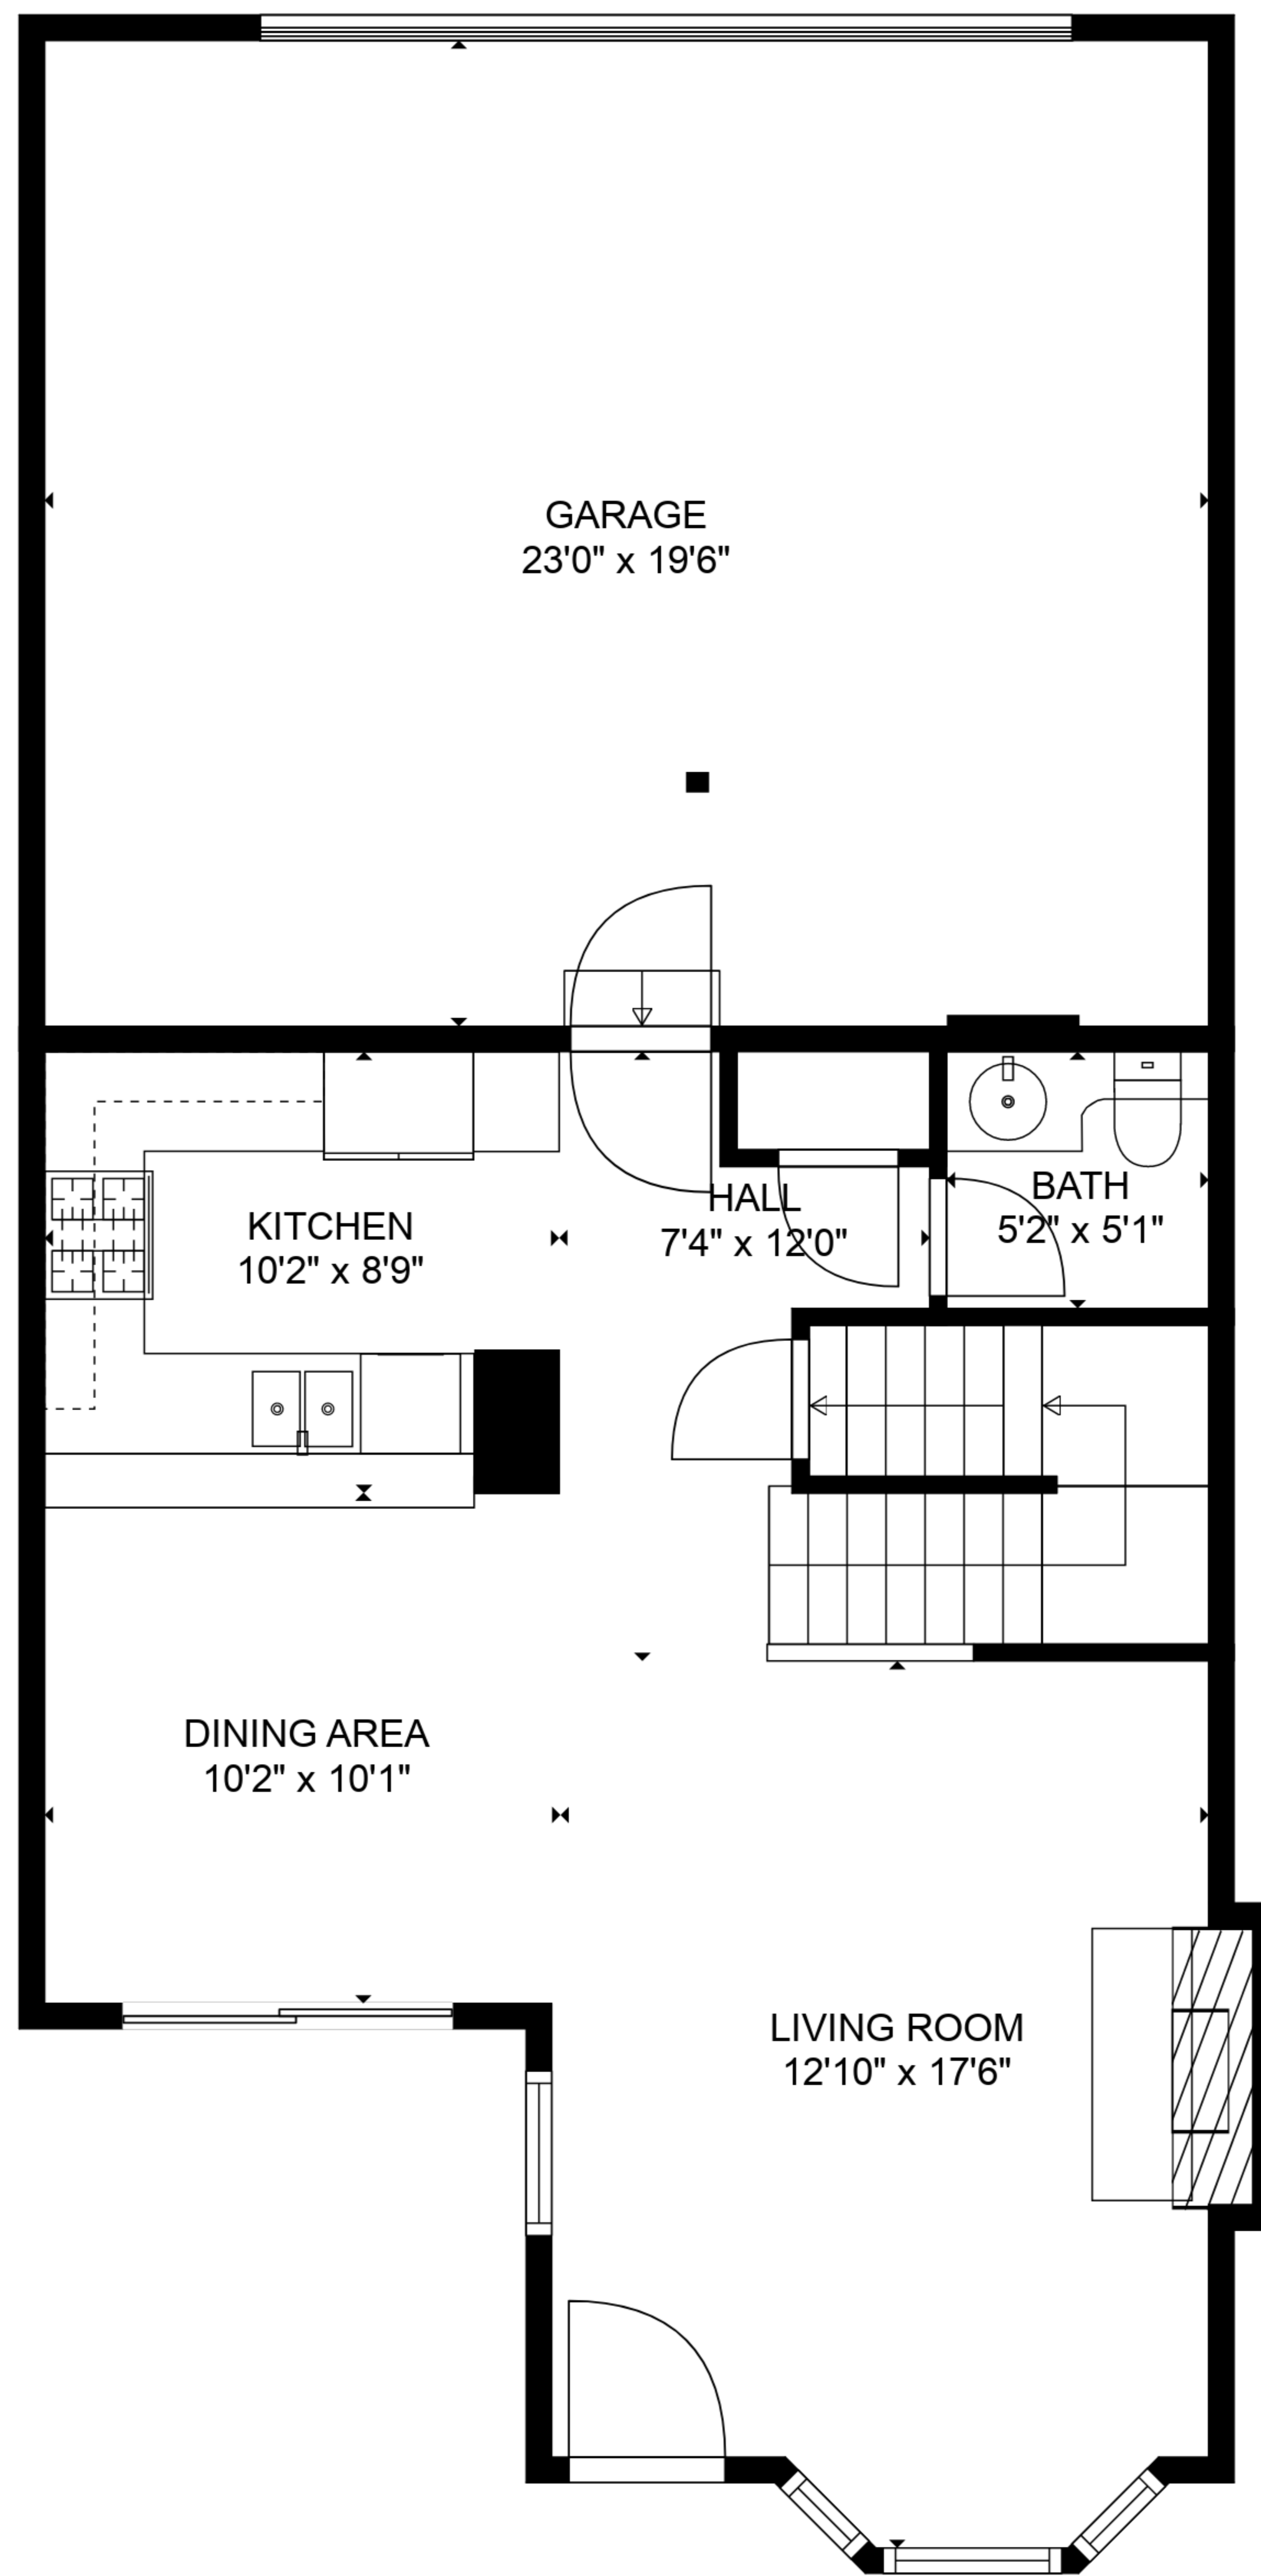 GARAGE
23'0" x 19'6"
KITCHEN
10'2" x 8'9"
HALL
7'4" x 12'0"
BATH
5'2" x 5'1"
DINING AREA
10'2" x 10'1"
LIVING ROOM
12'10" x 17'6"